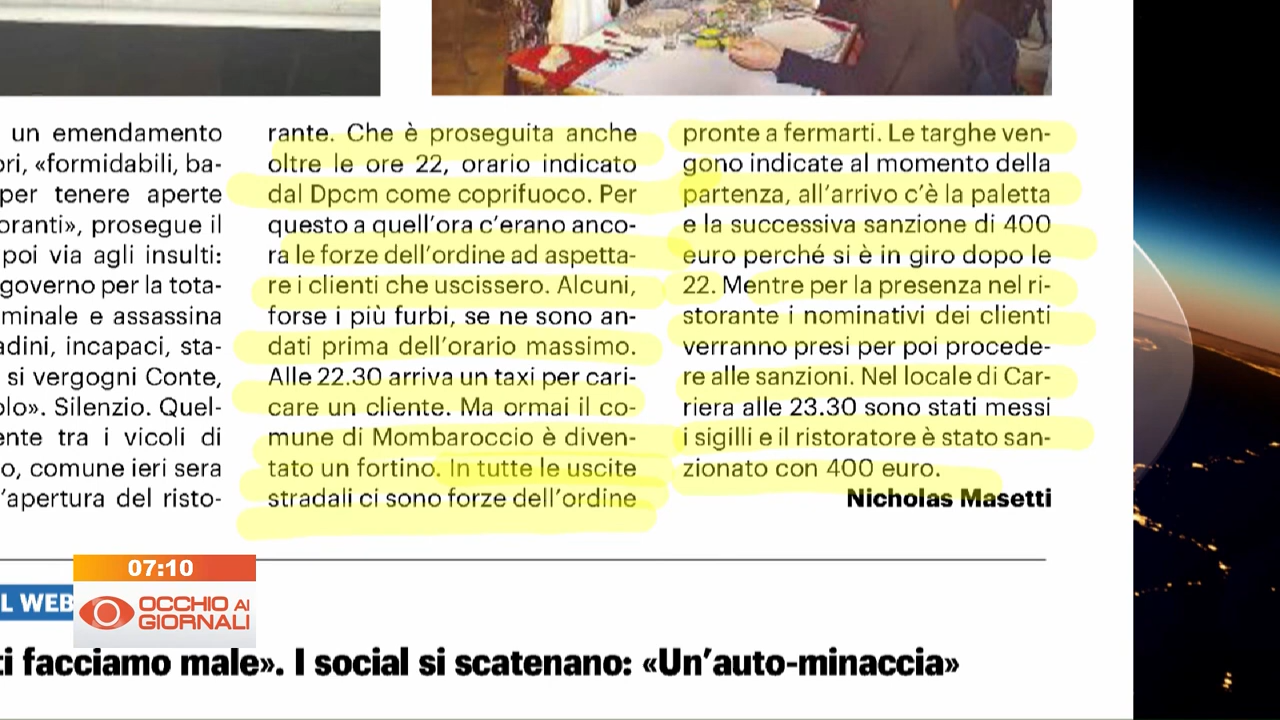 un emendamento
ori, «formidabili, ba-
per tenere aperte
oranti», prosegue il
poi via agli insulti:
governo per la tota-
minale e assassina
adini, incapaci, sta-
si vergogni Conte,
olo». Silenzio. Quel-
ente tra i vicoli di
o, comune ieri sera
'apertura del risto-
rante. Che è proseguita anche
oltre le ore 22, orario indicato
dal Dpcm come coprifuoco. Per
questo a quell'ora c'erano anco-
ra le forze dell'ordine ad aspetta-
re i clienti che uscissero. Alcuni,
forse i più furbi, se ne sono an-
dati prima dell'orario massimo.
Alle 22.30 arriva un taxi per cari-
care un cliente. Ma ormai il co-
mune di Mombaroccio è diven-
tato un fortino. In tutte le uscite
stradali ci sono forze dell'ordine
pronte a fermarti. Le targhe ven-
gono indicate al momento della
partenza, all'arrivo c'è la paletta
e la successiva sanzione di 400
euro perché si è in giro dopo le
22. Mentre per la presenza nel ri-
storante i nominativi dei clienti
verranno presi per poi procede-
re alle sanzioni. Nel locale di Car-
riera alle 23.30 sono stati messi
i sigilli e il ristoratore è stato san-
zionato con 400 euro.
Nicholas Masetti
07:10
OCCHIO AI
GIORNALI
L WEB
ti facciamo male». I social si scatenano: «Un'auto-minaccia»